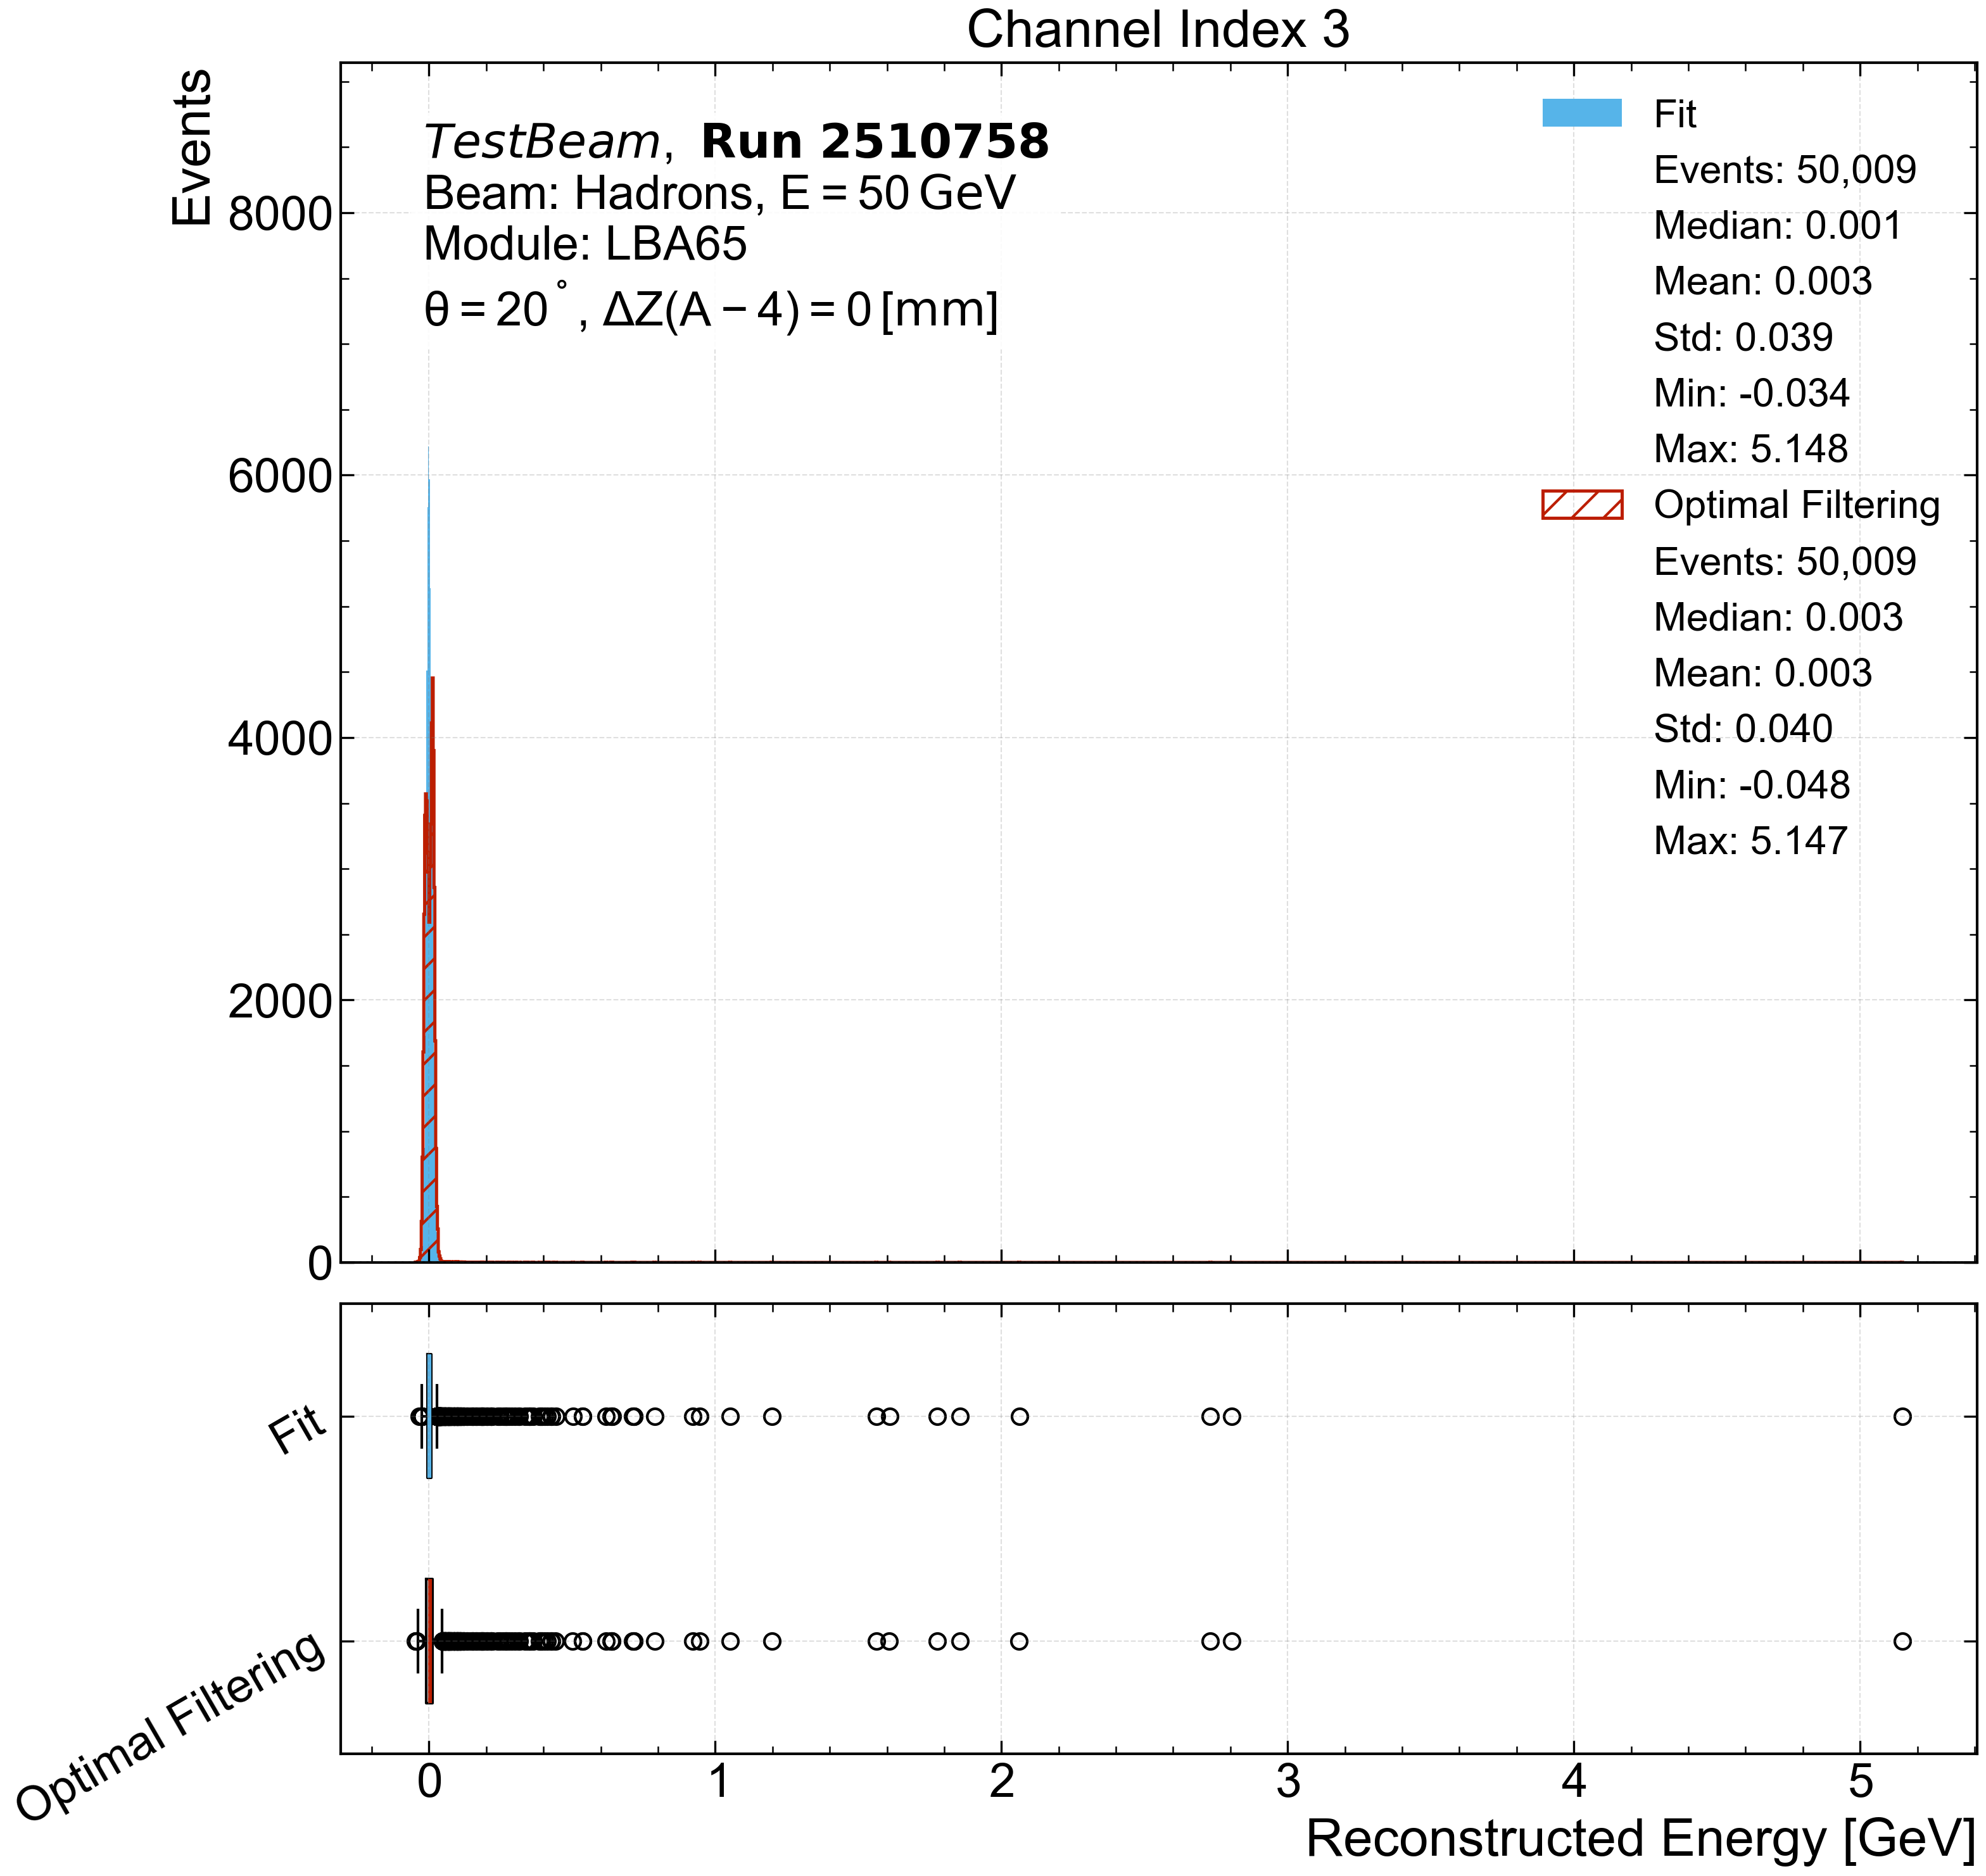 Channel Index 3
Events
TestBeam, Run 2510758
Beam: Hadrons, E = 50 GeV
Module: LBA65
θ = 20°, ΔZ(A − 4) = 0 [mm]
Fit
Events: 50,009
Median: 0.001
Mean: 0.003
Std: 0.039
Min: -0.034
Max: 5.148
Optimal Filtering
Events: 50,009
Median: 0.003
Mean: 0.003
Std: 0.040
Min: -0.048
Max: 5.147
8000
6000
4000
2000
0
Fit
Optimal Filtering
0 1 2 3 4 5
Reconstructed Energy [GeV]